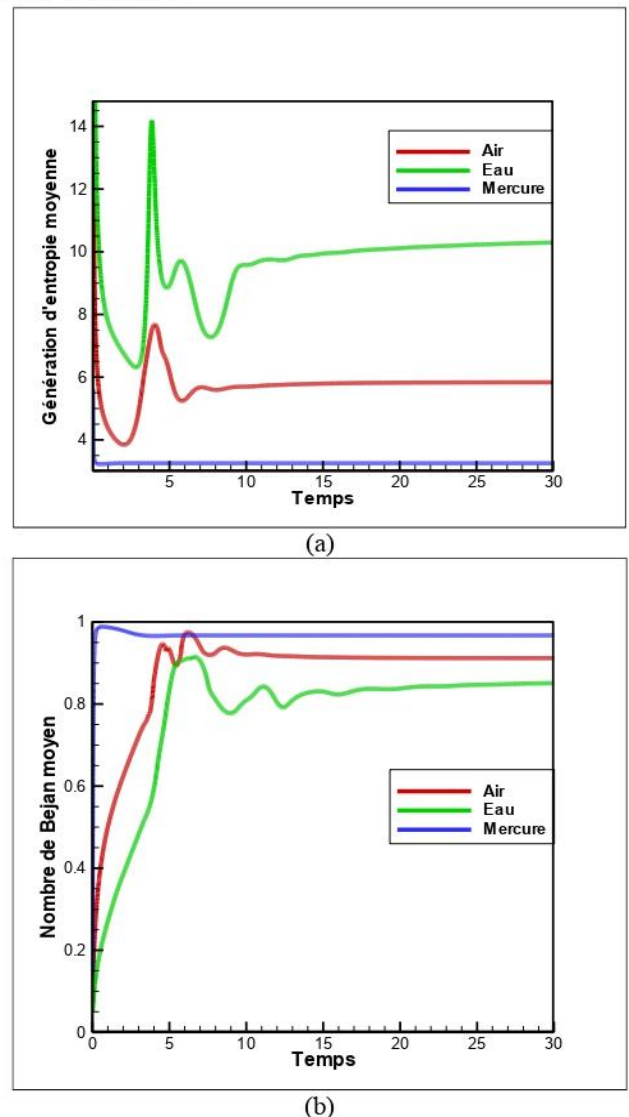 14
12
10
8
6
4
Génération d'entropie moyenne
Air
Eau
Mercure
5
10
15
20
25
30
Temps
(a)
1
0.8
0.6
0.4
0.2
0
Nombre de Bejan moyen
Air
Eau
Mercure
0
5
10
15
20
25
30
Temps
(b)